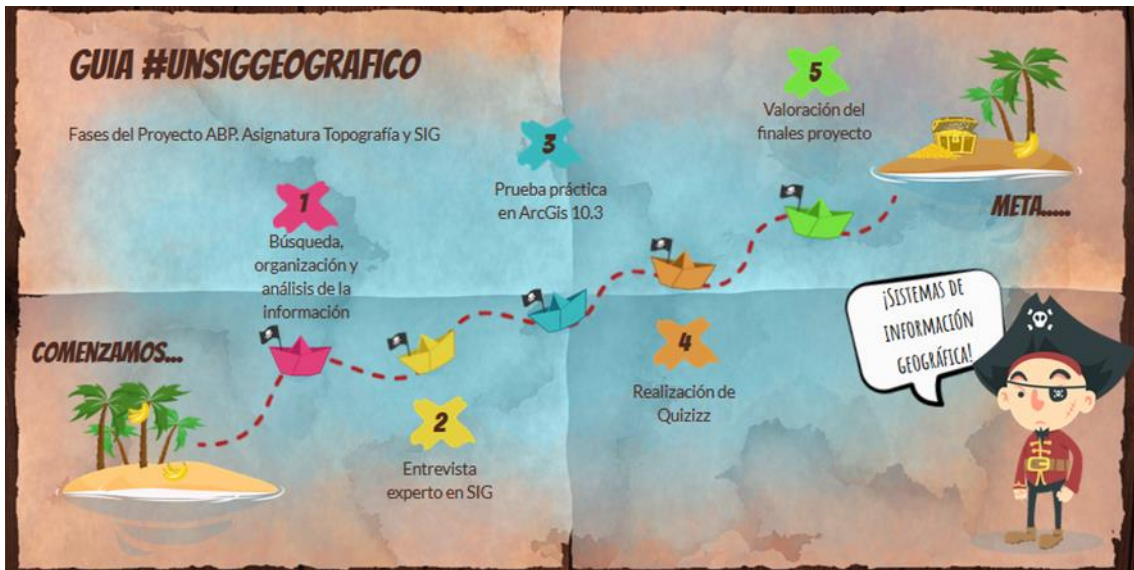 GUIA #UNSIGGEOGRAFICO
Fases del Proyecto ABP. Asignatura Topografía y SIG
1
Búsqueda,
organización y
análisis de la
información
2
Entrevista
experto en SIG
3
Prueba práctica
en ArcGis 10.3
4
Realización de
Quizizz
5
Valoración del
finales proyecto
COMENZAMOS...
META.....
¡SISTEMAS DE
INFORMACIÓN
GEOGRÁFICA!